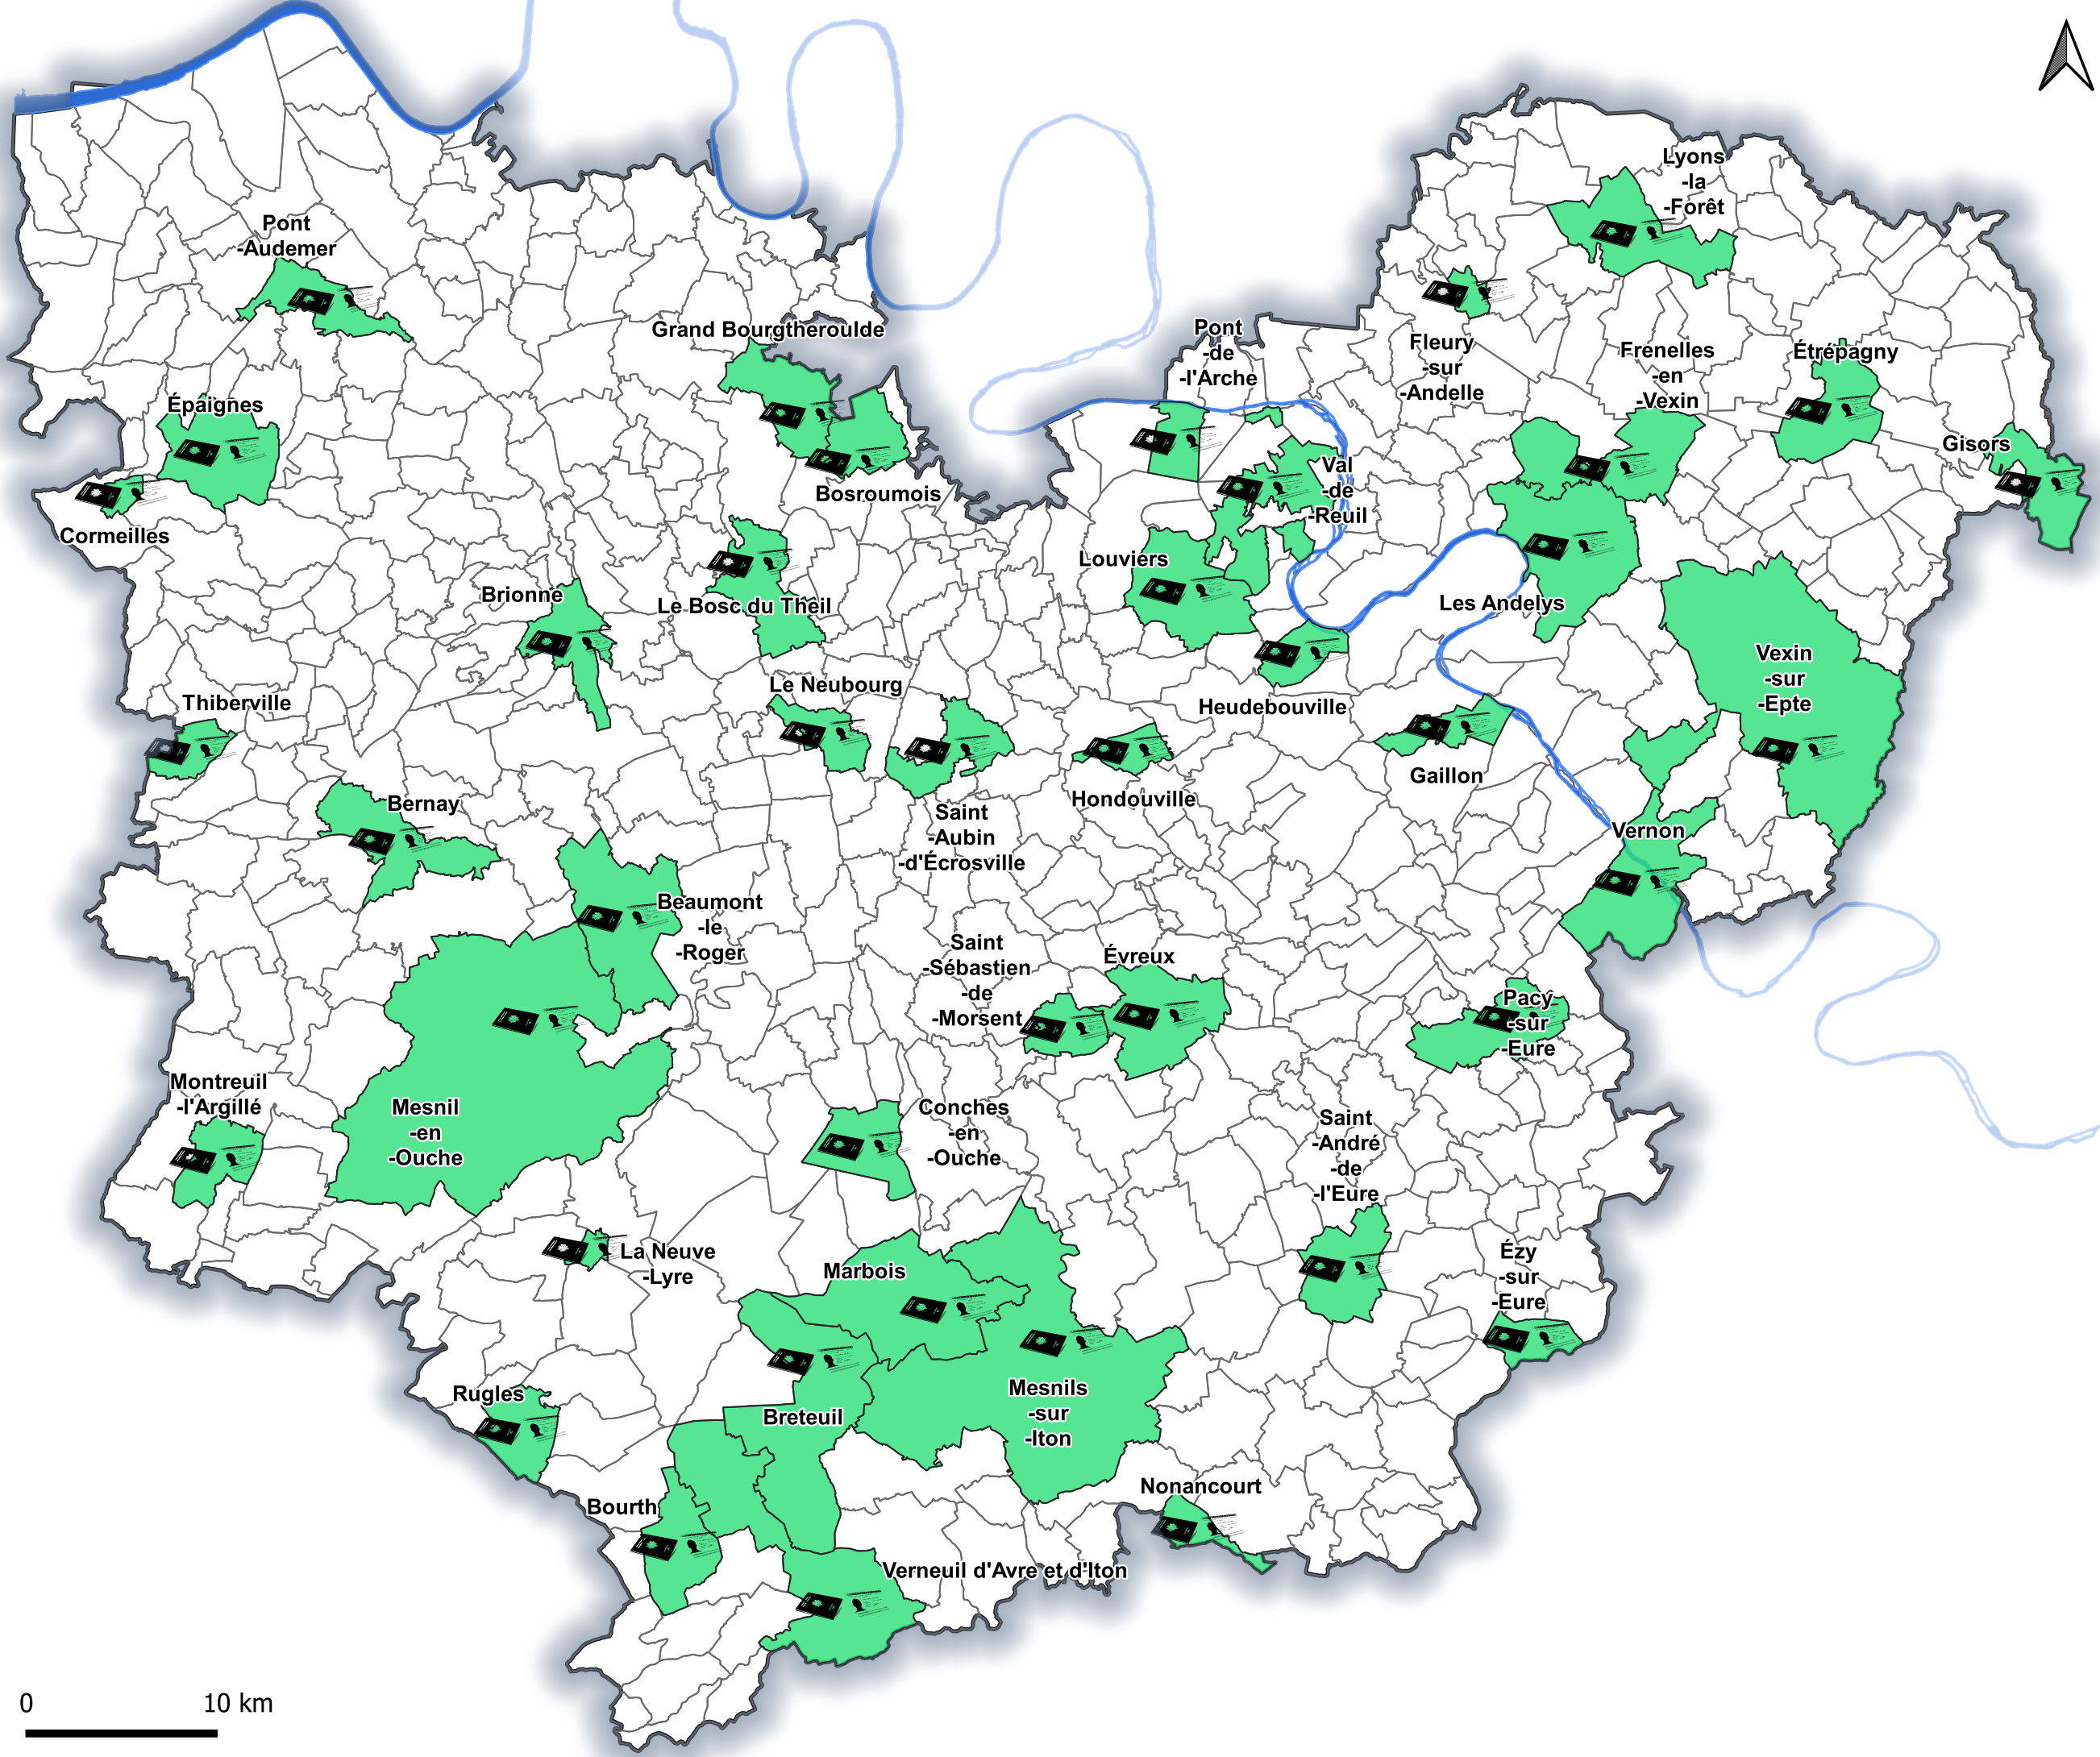 Lyons
-la
-Forêt
Pont
-Audemer
Grand Bourgtheroulde
Pont
-de
-l'Arche
Fleury
-sur
-Andelle
Frenelles
-en
-Vexin
Étrépagny
Épaignes
Gisors
Val
-de
-Reuil
Bosroumois
Cormeilles
Louviers
Brionne
Le Bosc du Theil
Les Andelys
Vexin
-sur
-Epte
Le Neubourg
Thiberville
Heudebouville
Gaillon
Hondouville
Bernay
Saint
-Aubin
-d'Écrosville
Vernon
Beaumont
-le
-Roger
Saint
-Sébastien
-de
-Morsent
Évreux
Pacy
-sur
-Eure
Montreuil
-l'Argillé
Mesnil
-en
-Ouche
Conches
-en
-Ouche
Saint
-André
-de
-l'Eure
La Neuve
-Lyre
Marbois
Ézy
-sur
-Eure
Rugles
Breteuil
Mesnils
-sur
-Iton
Bourth
Nonancourt
Verneuil d'Avre et d'Iton
0 10 km